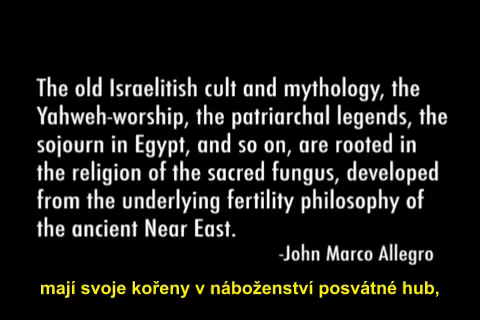 The old Israelitish cult and mythology, the
Yahweh-worship, the patriarchal legends, the
sojourn in Egypt, and so on, are rooted in
the religion of the sacred fungus, developed
from the underlying fertility philosophy of
the ancient Near East.
-John Marco Allegro
mají svoje kořeny v náboženství posvátné hub,